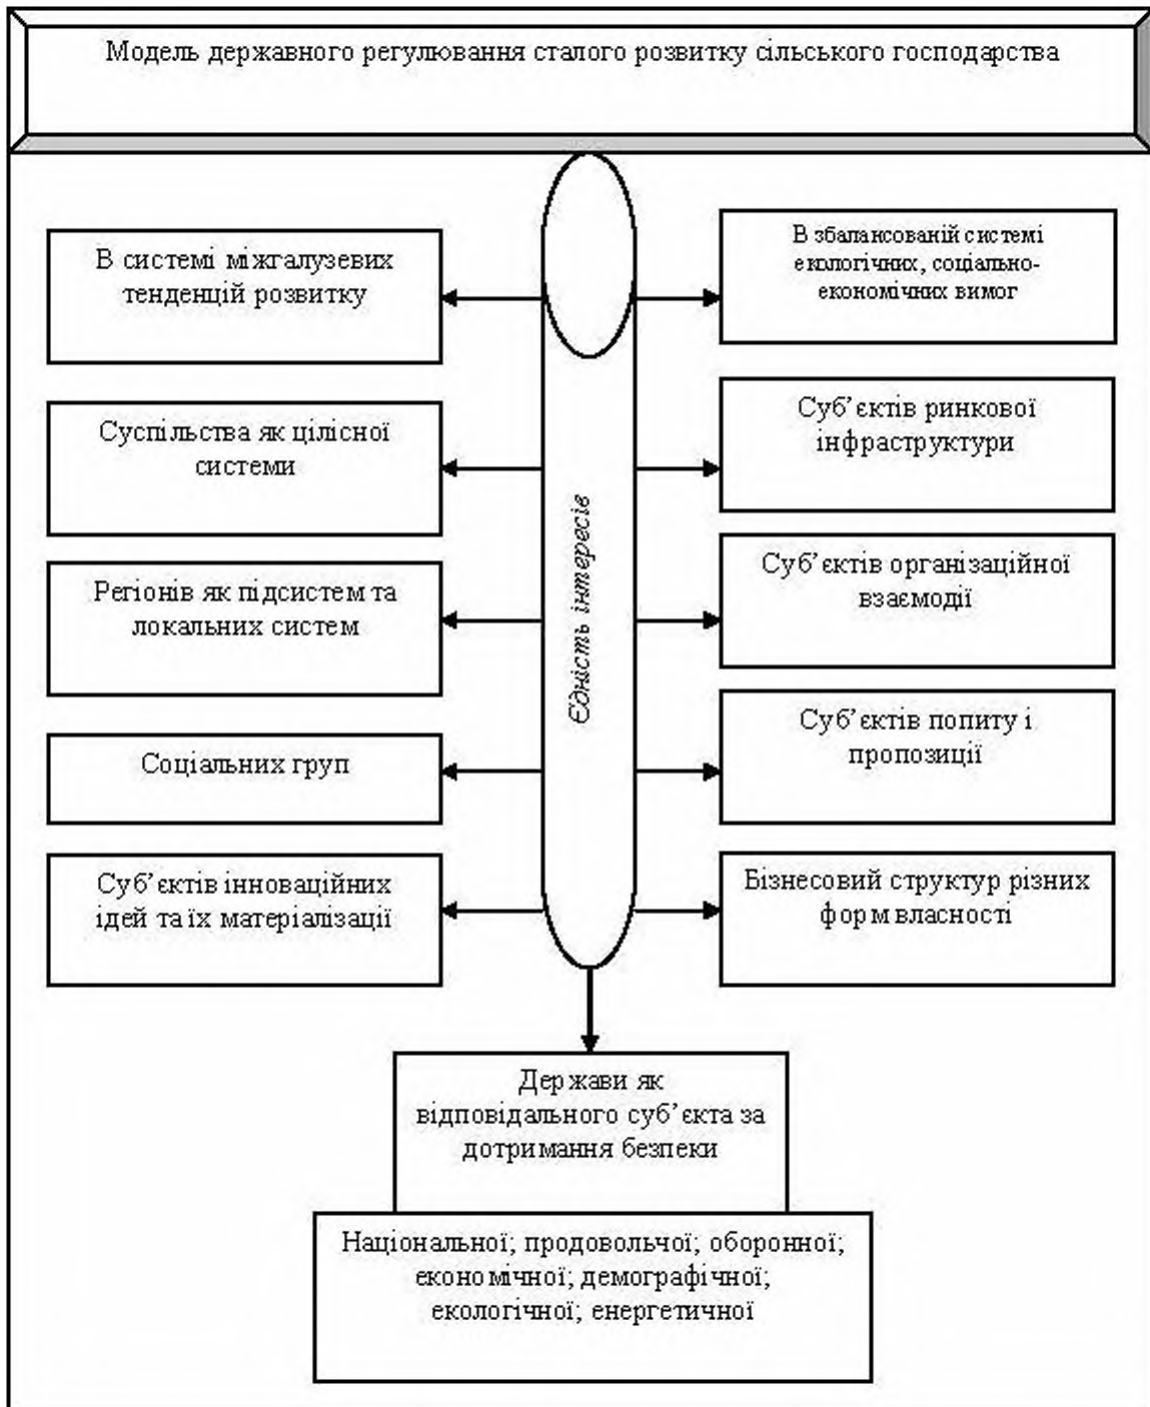 Модель державного регулювання сталого розвитку сільського господарства
В системі міжгалузевих
тенденцій розвитку
В збалансованій системі
екологічних, соціально-
економічних вимог
Суспільства як цілісної
системи
Суб’єктів ринкової
інфраструктури
Єдність інтересів
Регіонів як підсистем та
локальних систем
Суб’єктів організаційної
взаємодії
Соціальних груп
Суб’єктів попиту і
пропозиції
Суб’єктів інноваційних
ідей та їх матеріалізації
Бізнесовий структур різних
форм власності
Держави як
відповідального суб’єкта за
дотримання безпеки
Національної; продовольчої; оборонної;
економічної; демографічної;
екологічної; енергетичної